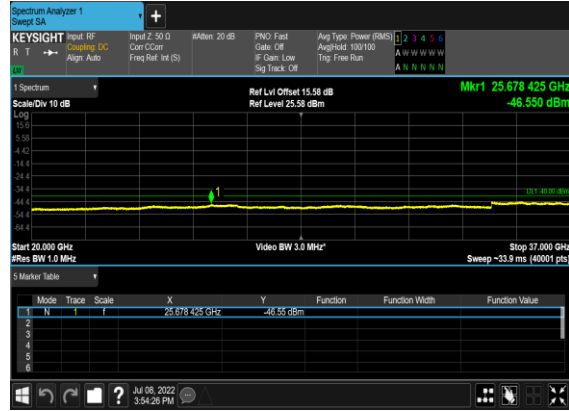 Spectrum Analyzer 1
Swept SA
+
KEYSIGHT Input: RF Input Z: 50 Ω #Atten: 20 dB PNO: Fast Avg Type: Power (RMS) 1 2 3 4 5 6
R T Coupling: DC Corr CCorr Gate: Off Avg|Hold: 100/100 A W W W W W
Align: Auto Freq Ref: Int (S) IF Gain: Low Trig: Free Run
LW Sig Track: Off A N N N N N
1 Spectrum Ref Lvl Offset 15.58 dB Mkr1 25.678 425 GHz
Scale/Div 10 dB Ref Level 25.58 dBm -46.550 dBm
Log
15.6
5.58
-4.42
-14.4
-24.4
-34.4 1 DL1 -40.00 dBm
-44.4
-54.4
-64.4
Start 20.000 GHz Video BW 3.0 MHz* Stop 37.000 GHz
#Res BW 1.0 MHz Sweep ~33.9 ms (40001 pts)
5 Marker Table
Mode Trace Scale X Y Function Function Width Function Value
1 N 1 f 25.678 425 GHz -46.55 dBm
2
3
4
5
6
? Jul 08, 2022
3:54:26 PM